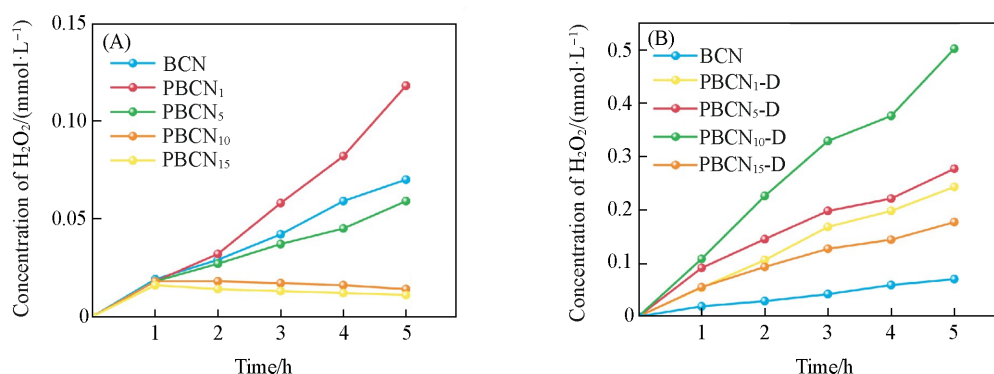 (A)
0.15
0.10
0.05
0
BCN
PBCN₁
PBCN₅
PBCN₁₀
PBCN₁₅
Concentration of H₂O₂/(mmol·L⁻¹)
1 2 3 4 5
Time/h
(B)
0.5
0.4
0.3
0.2
0.1
0
BCN
PBCN₁-D
PBCN₅-D
PBCN₁₀-D
PBCN₁₅-D
Concentration of H₂O₂/(mmol·L⁻¹)
1 2 3 4 5
Time/h